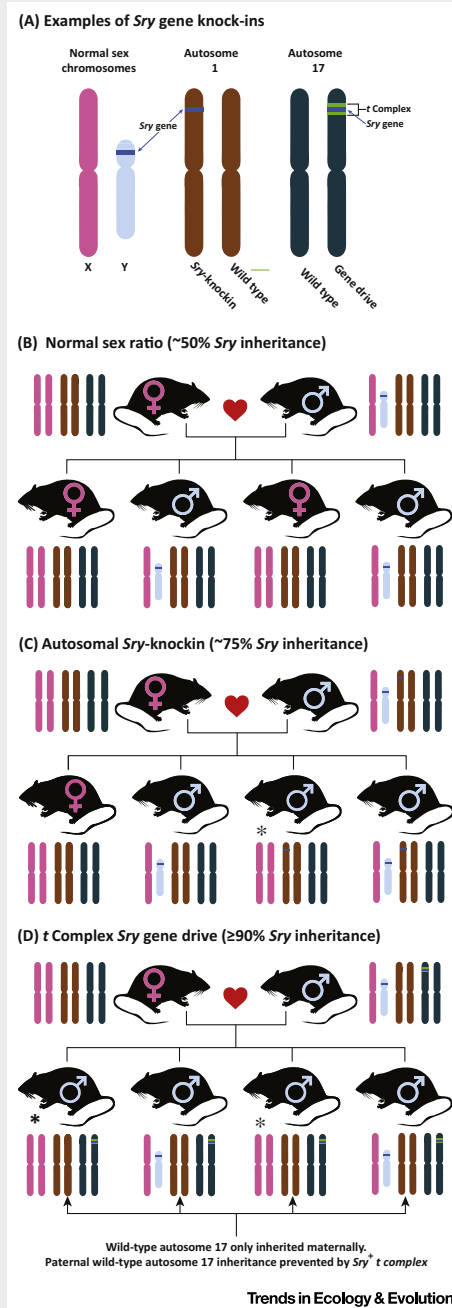 (A) Examples of Sry gene knock-ins
Normal sex
chromosomes
Autosome
1
Autosome
17
Sry gene
t Complex
Sry gene
X
Y
Sry-knockin
Wild type
Wild type
Gene drive
(B) Normal sex ratio (~50% Sry inheritance)
♀
♂
♀
♂
♀
♂
(C) Autosomal Sry-knockin (~75% Sry inheritance)
♀
♂
♀
♂
♂
♂
*
(D) t Complex Sry gene drive (≥90% Sry inheritance)
♀
♂
♂
♂
♂
♂
*
*
Wild-type autosome 17 only inherited maternally.
Paternal wild-type autosome 17 inheritance prevented by Sry⁺ t complex
Trends in Ecology & Evolution